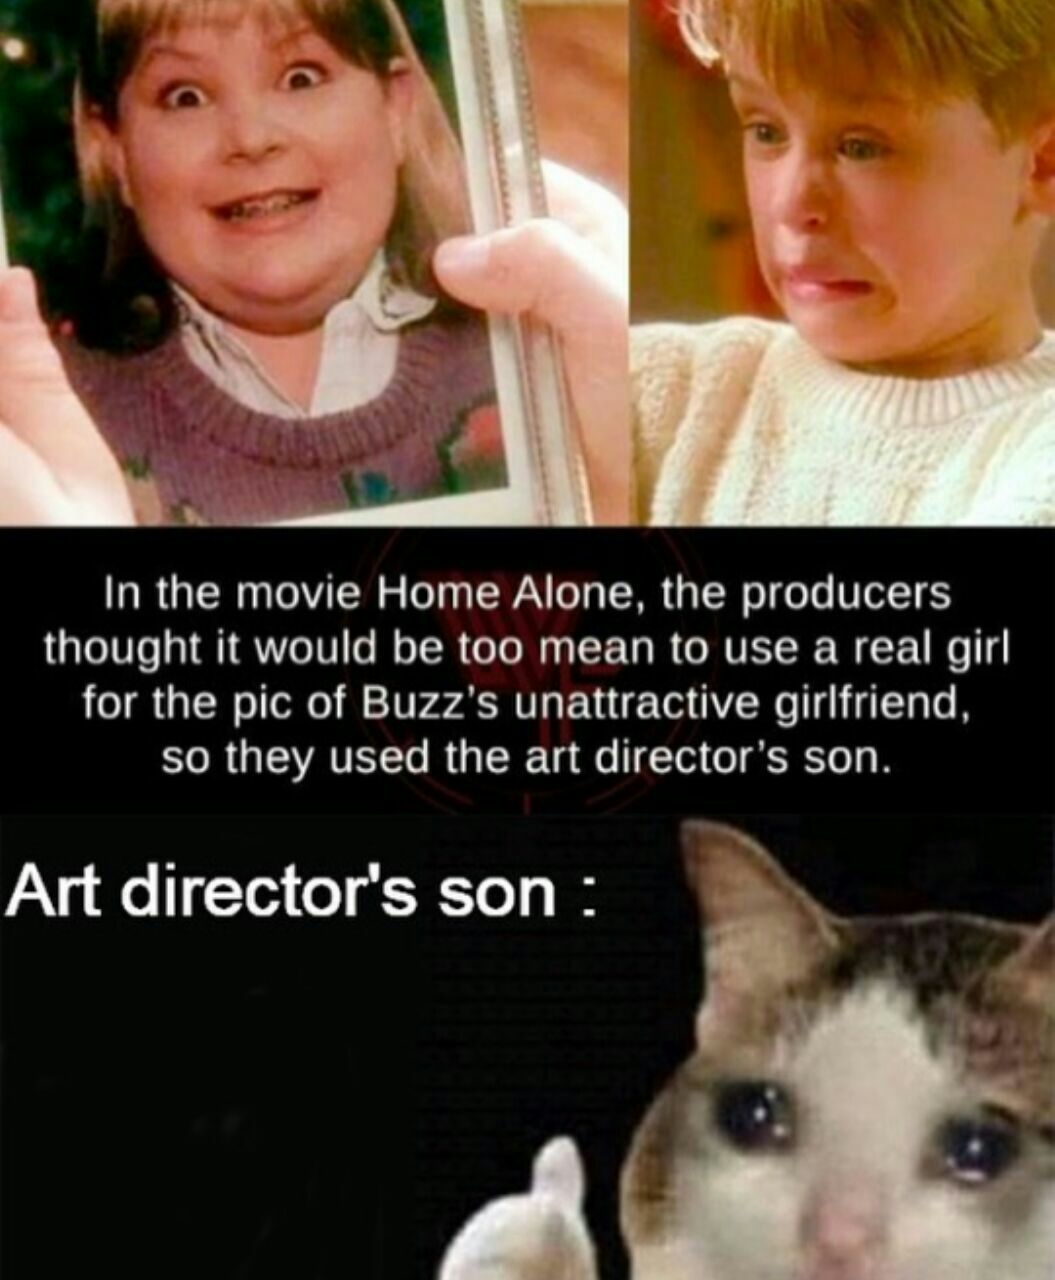 In the movie Home Alone, the producers
thought it would be too mean to use a real girl
for the pic of Buzz's unattractive girlfriend,
so they used the art director's son.
Art director's son :